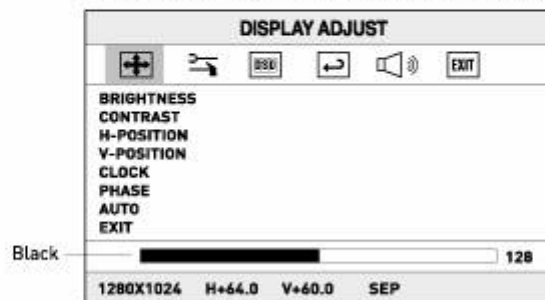 DISPLAY ADJUST
OSD EXIT
BRIGHTNESS
CONTRAST
H-POSITION
V-POSITION
CLOCK
PHASE
AUTO
EXIT
Black 128
1280X1024 H+64.0 V+60.0 SEP